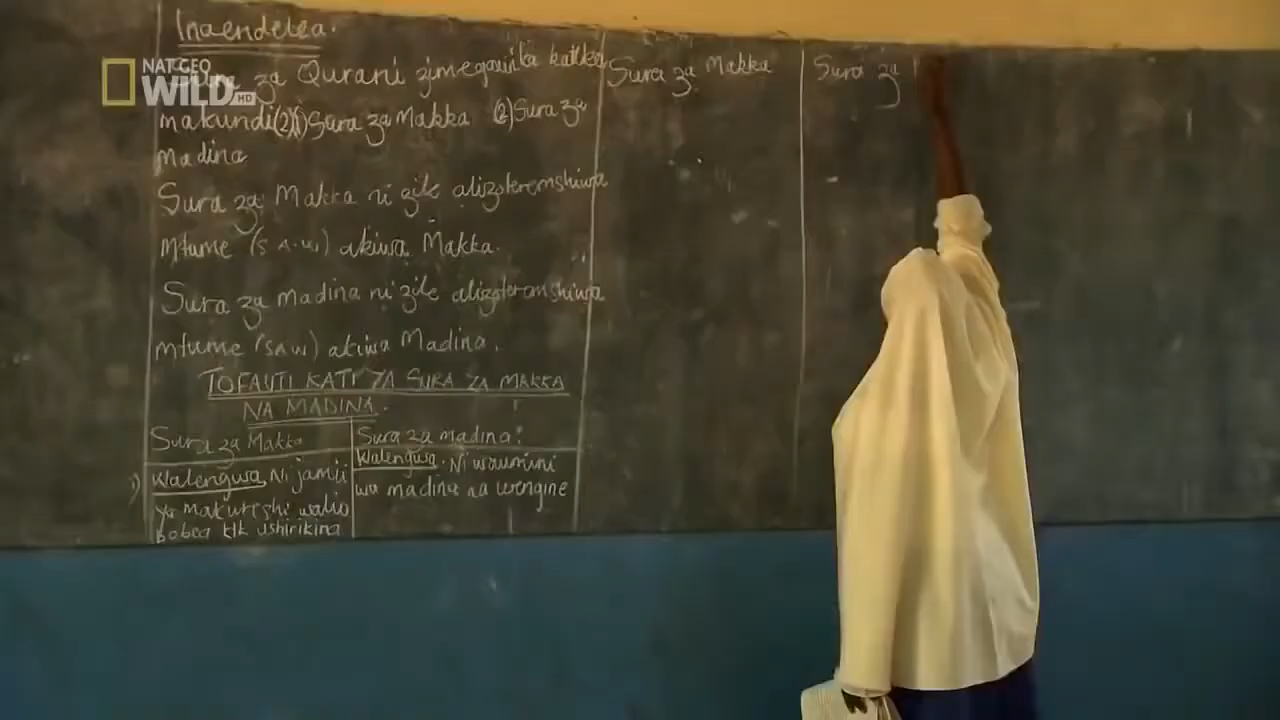 Inaendelea.
NAT GEO
WILD HD
za Qurani zimegawika katika
makundi (2) (1) Sura za Makka (2) Sura za
Madina
Sura za Makka ni zile alizoteremshiwa
Mtume (S.A.W) akiwa Makka.
Sura za Madina ni zile alizoteremshiwa
Mtume (SAW) akiwa Madina.
TOFAUTI KATI ZA SURA ZA MAKKA
NA MADINA.
Sura za Makka
i) Walengwa. Ni jamii
ya makureshi walio
bobea ktk ushirikina
Sura za madina:
Walengwa. Ni waumini
wa madina na wengine
Sura za Makka
Sura za